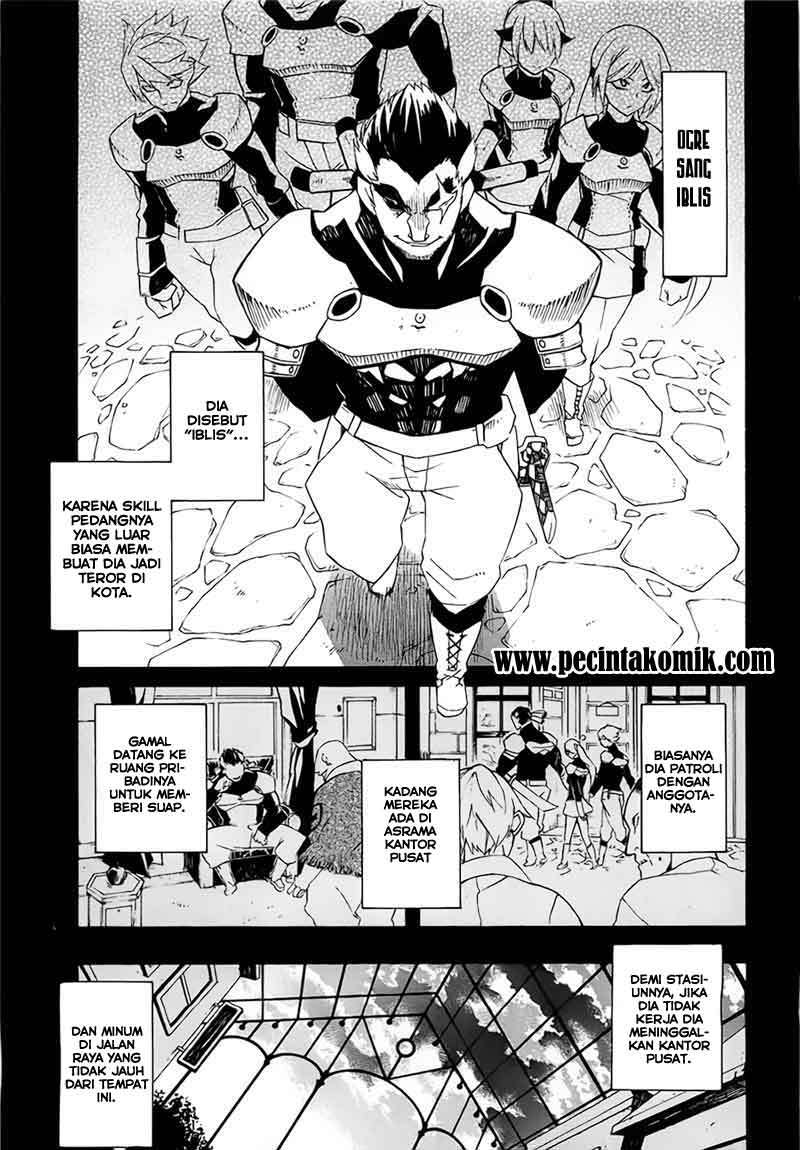 OGRE
SANG
IBLIS
DIA
DISEBUT
"IBLIS"...
KARENA SKILL
PEDANGNYA
YANG LUAR
BIASA MEM-
BUAT DIA JADI
TEROR DI
KOTA.
www.pecintakomik.com
BIASANYA
DIA PATROLI
DENGAN
ANGGOTA-
NYA.
KADANG
MEREKA
ADA DI
ASRAMA
KANTOR
PUSAT
GAMAL
DATANG KE
RUANG PRI-
BADINYA
UNTUK MEM-
BERI SUAP.
DEMI STASI-
UNNYA, JIKA
DIA TIDAK
KERJA DIA
MENINGGAL-
KAN KANTOR
PUSAT.
DAN MINUM
DI JALAN
RAYA YANG
TIDAK JAUH
DARI TEMPAT
INI.